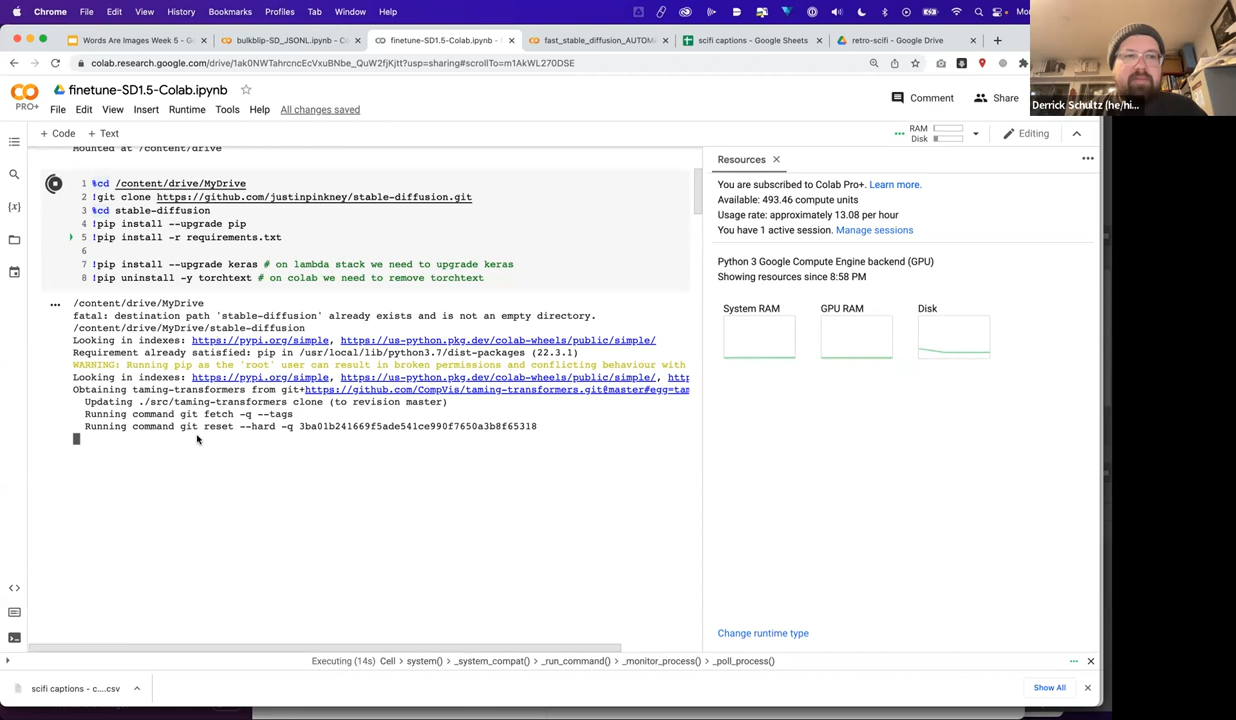 Chrome File Edit View History Bookmarks Profiles Tab Window Help Mon
Words Are Images Week 5 - G
bulkblip-SD_JSONL.ipynb - C
finetune-SD1.5-Colab.ipynb -
fast_stable_diffusion_AUTOMA
scifi captions - Google Sheets
retro-scifi - Google Drive
colab.research.google.com/drive/1ak0NWTahrcncEcVxuBNbe_QuW2fjKjtt?usp=sharing#scrollTo=m1AkWL270DSE
Derrick Schultz (he/hi...
CO
PRO+
finetune-SD1.5-Colab.ipynb
File Edit View Insert Runtime Tools Help All changes saved
Comment Share
+ Code + Text
RAM
Disk
Editing
Mounted at /content/drive
1 %cd /content/drive/MyDrive
2 !git clone https://github.com/justinpinkney/stable-diffusion.git
3 %cd stable-diffusion
4 !pip install --upgrade pip
5 !pip install -r requirements.txt
6
7 !pip install --upgrade keras # on lambda stack we need to upgrade keras
8 !pip uninstall -y torchtext # on colab we need to remove torchtext
/content/drive/MyDrive
fatal: destination path 'stable-diffusion' already exists and is not an empty directory.
/content/drive/MyDrive/stable-diffusion
Looking in indexes: https://pypi.org/simple, https://us-python.pkg.dev/colab-wheels/public/simple/
Requirement already satisfied: pip in /usr/local/lib/python3.7/dist-packages (22.3.1)
WARNING: Running pip as the 'root' user can result in broken permissions and conflicting behaviour with
Looking in indexes: https://pypi.org/simple, https://us-python.pkg.dev/colab-wheels/public/simple/, http
Obtaining taming-transformers from git+https://github.com/CompVis/taming-transformers.git@master#egg=tam
Updating ./src/taming-transformers clone (to revision master)
Running command git fetch -q --tags
Running command git reset --hard -q 3ba01b241669f5ade541ce990f7650a3b8f65318
Resources
You are subscribed to Colab Pro+. Learn more.
Available: 493.46 compute units
Usage rate: approximately 13.08 per hour
You have 1 active session. Manage sessions
Python 3 Google Compute Engine backend (GPU)
Showing resources since 8:58 PM
System RAM GPU RAM Disk
Change runtime type
Executing (14s) Cell > system() > _system_compat() > _run_command() > _monitor_process() > _poll_process()
scifi captions - c....csv
Show All